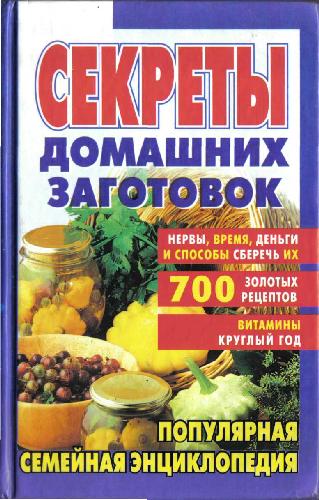 СЕКРЕТЫ
ДОМАШНИХ
ЗАГОТОВОК
НЕРВЫ, ВРЕМЯ, ДЕНЬГИ
И СПОСОБЫ СБЕРЕЧЬ ИХ
700 ЗОЛОТЫХ
РЕЦЕПТОВ
ВИТАМИНЫ
КРУГЛЫЙ ГОД
ПОПУЛЯРНАЯ
СЕМЕЙНАЯ ЭНЦИКЛОПЕДИЯ